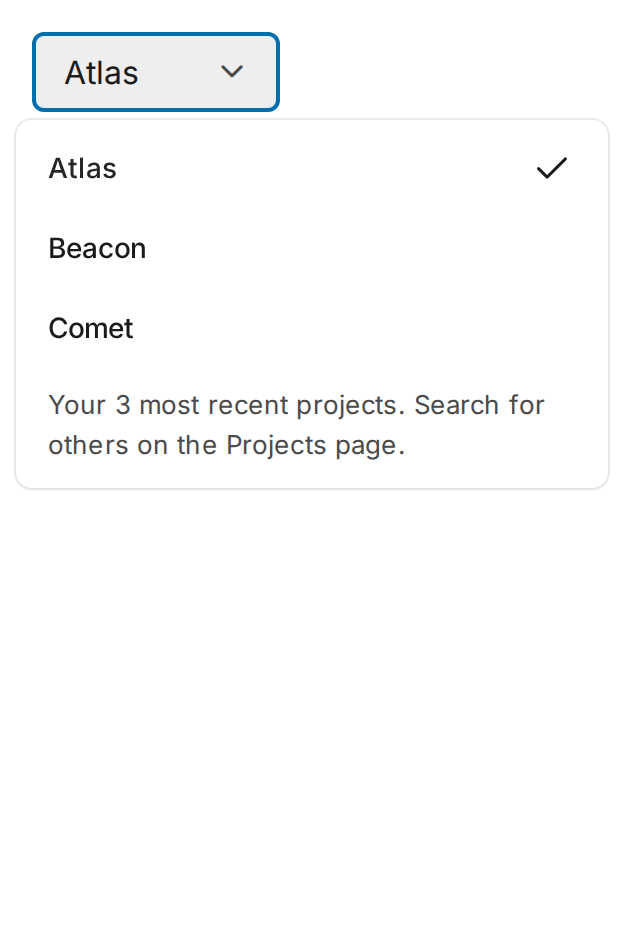 Atlas
Atlas
Beacon
Comet
Your 3 most recent projects. Search for
others on the Projects page.